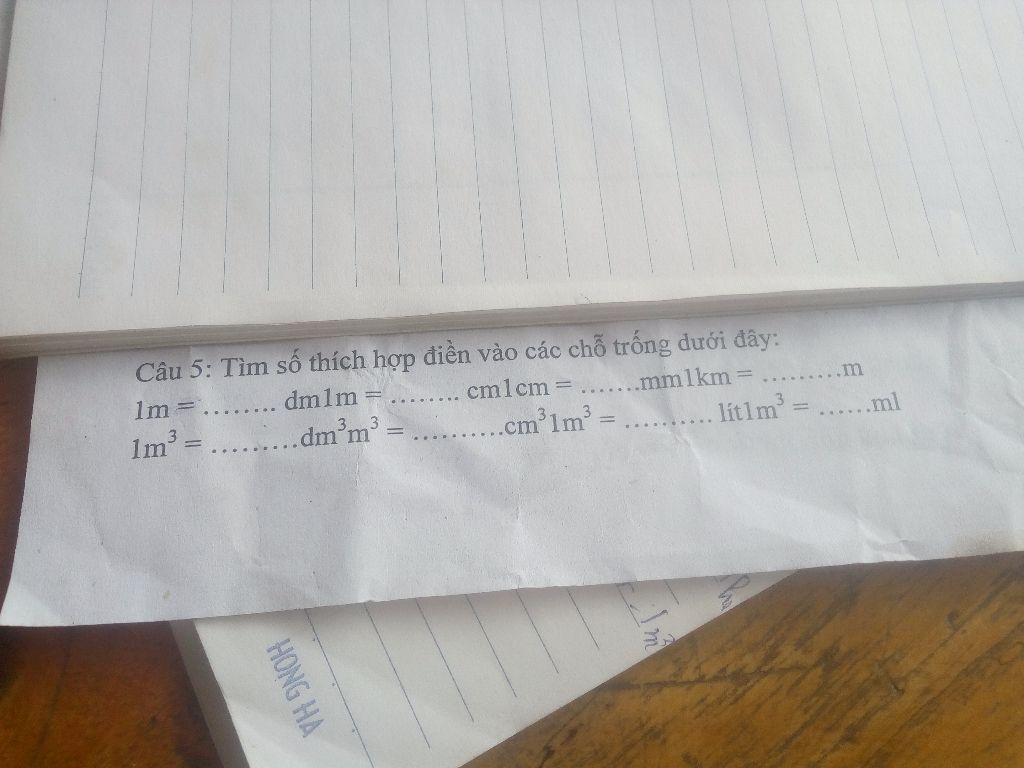 Câu 5: Tìm số thích hợp điền vào các chỗ trống dưới đây:
1m = ........ dm1m = ........ cm1cm = .......mm1km = .........m
1m³ = .........dm³m³ = ..........cm³1m³ = .......... lít1m³ = ......ml
HONG HA